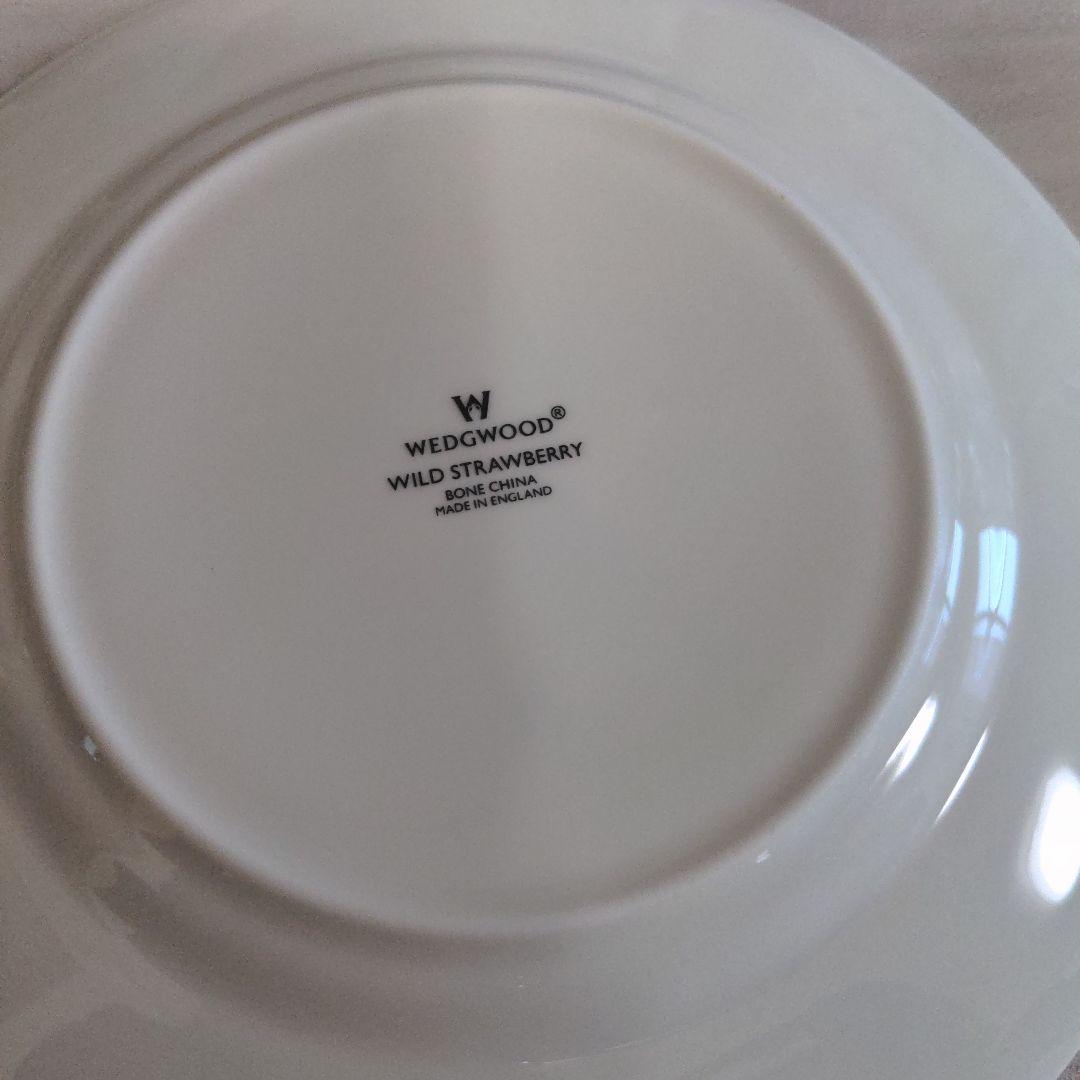 W
WEDGWOOD®
WILD STRAWBERRY
BONE CHINA
MADE IN ENGLAND